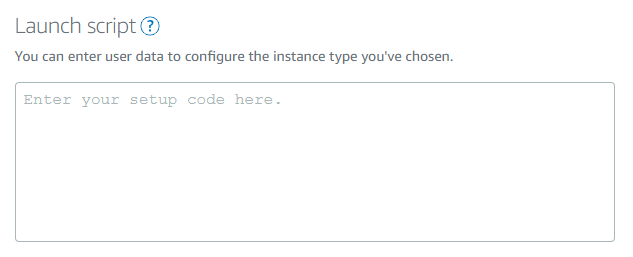 Launch script ?
You can enter user data to configure the instance type you've chosen.
Enter your setup code here.